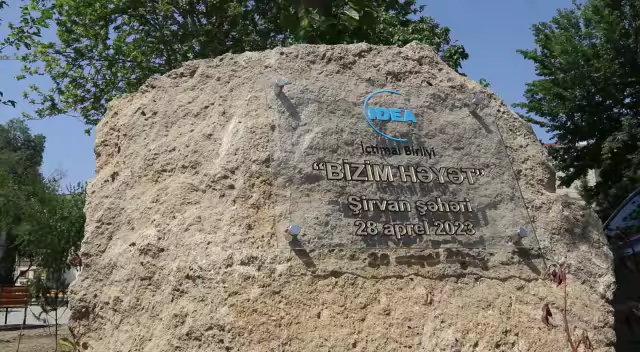 IDEA
İctimai Birliyi
“BİZİM HƏYƏT”
Şirvan şəhəri
28 aprel 2023